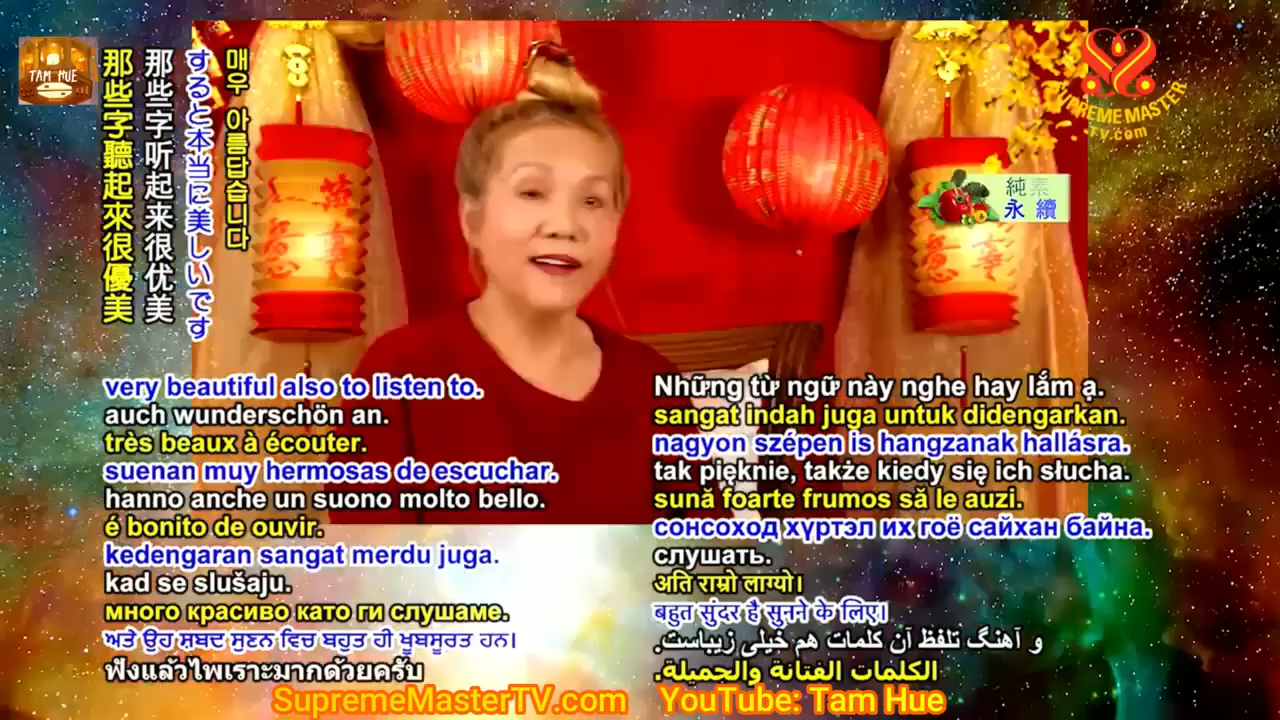 TAM HUE
那些字聽起來很優美
那些字听起来很优美
すると本当に美しいです
매우 아름답습니다
SUPREME MASTER
TV.com
純素
永續
very beautiful also to listen to.
auch wunderschön an.
très beaux à écouter.
suenan muy hermosas de escuchar.
hanno anche un suono molto bello.
é bonito de ouvir.
kedengaran sangat merdu juga.
kad se slušaju.
много красиво като ги слушаме.
ਅਤੇ ਉਹ ਸ਼ਬਦ ਸੁਣਨ ਵਿਚ ਬਹੁਤ ਹੀ ਖੂਬਸੂਰਤ ਹਨ।
ฟังแล้วไพเราะมากด้วยครับ
Những từ ngữ này nghe hay lắm ạ.
sangat indah juga untuk didengarkan.
nagyon szépen is hangzanak hallásra.
tak pięknie, także kiedy się ich słucha.
sună foarte frumos să le auzi.
сонсоход хүртэл их гоё сайхан байна.
слушать.
अति राम्रो लाग्यो।
बहुत सुंदर है सुनने के लिए।
و آهنگ تلفظ آن کلمات هم خیلی زیباست.
الكلمات الفتانة والجميلة.
SupremeMasterTV.com
YouTube: Tam Hue